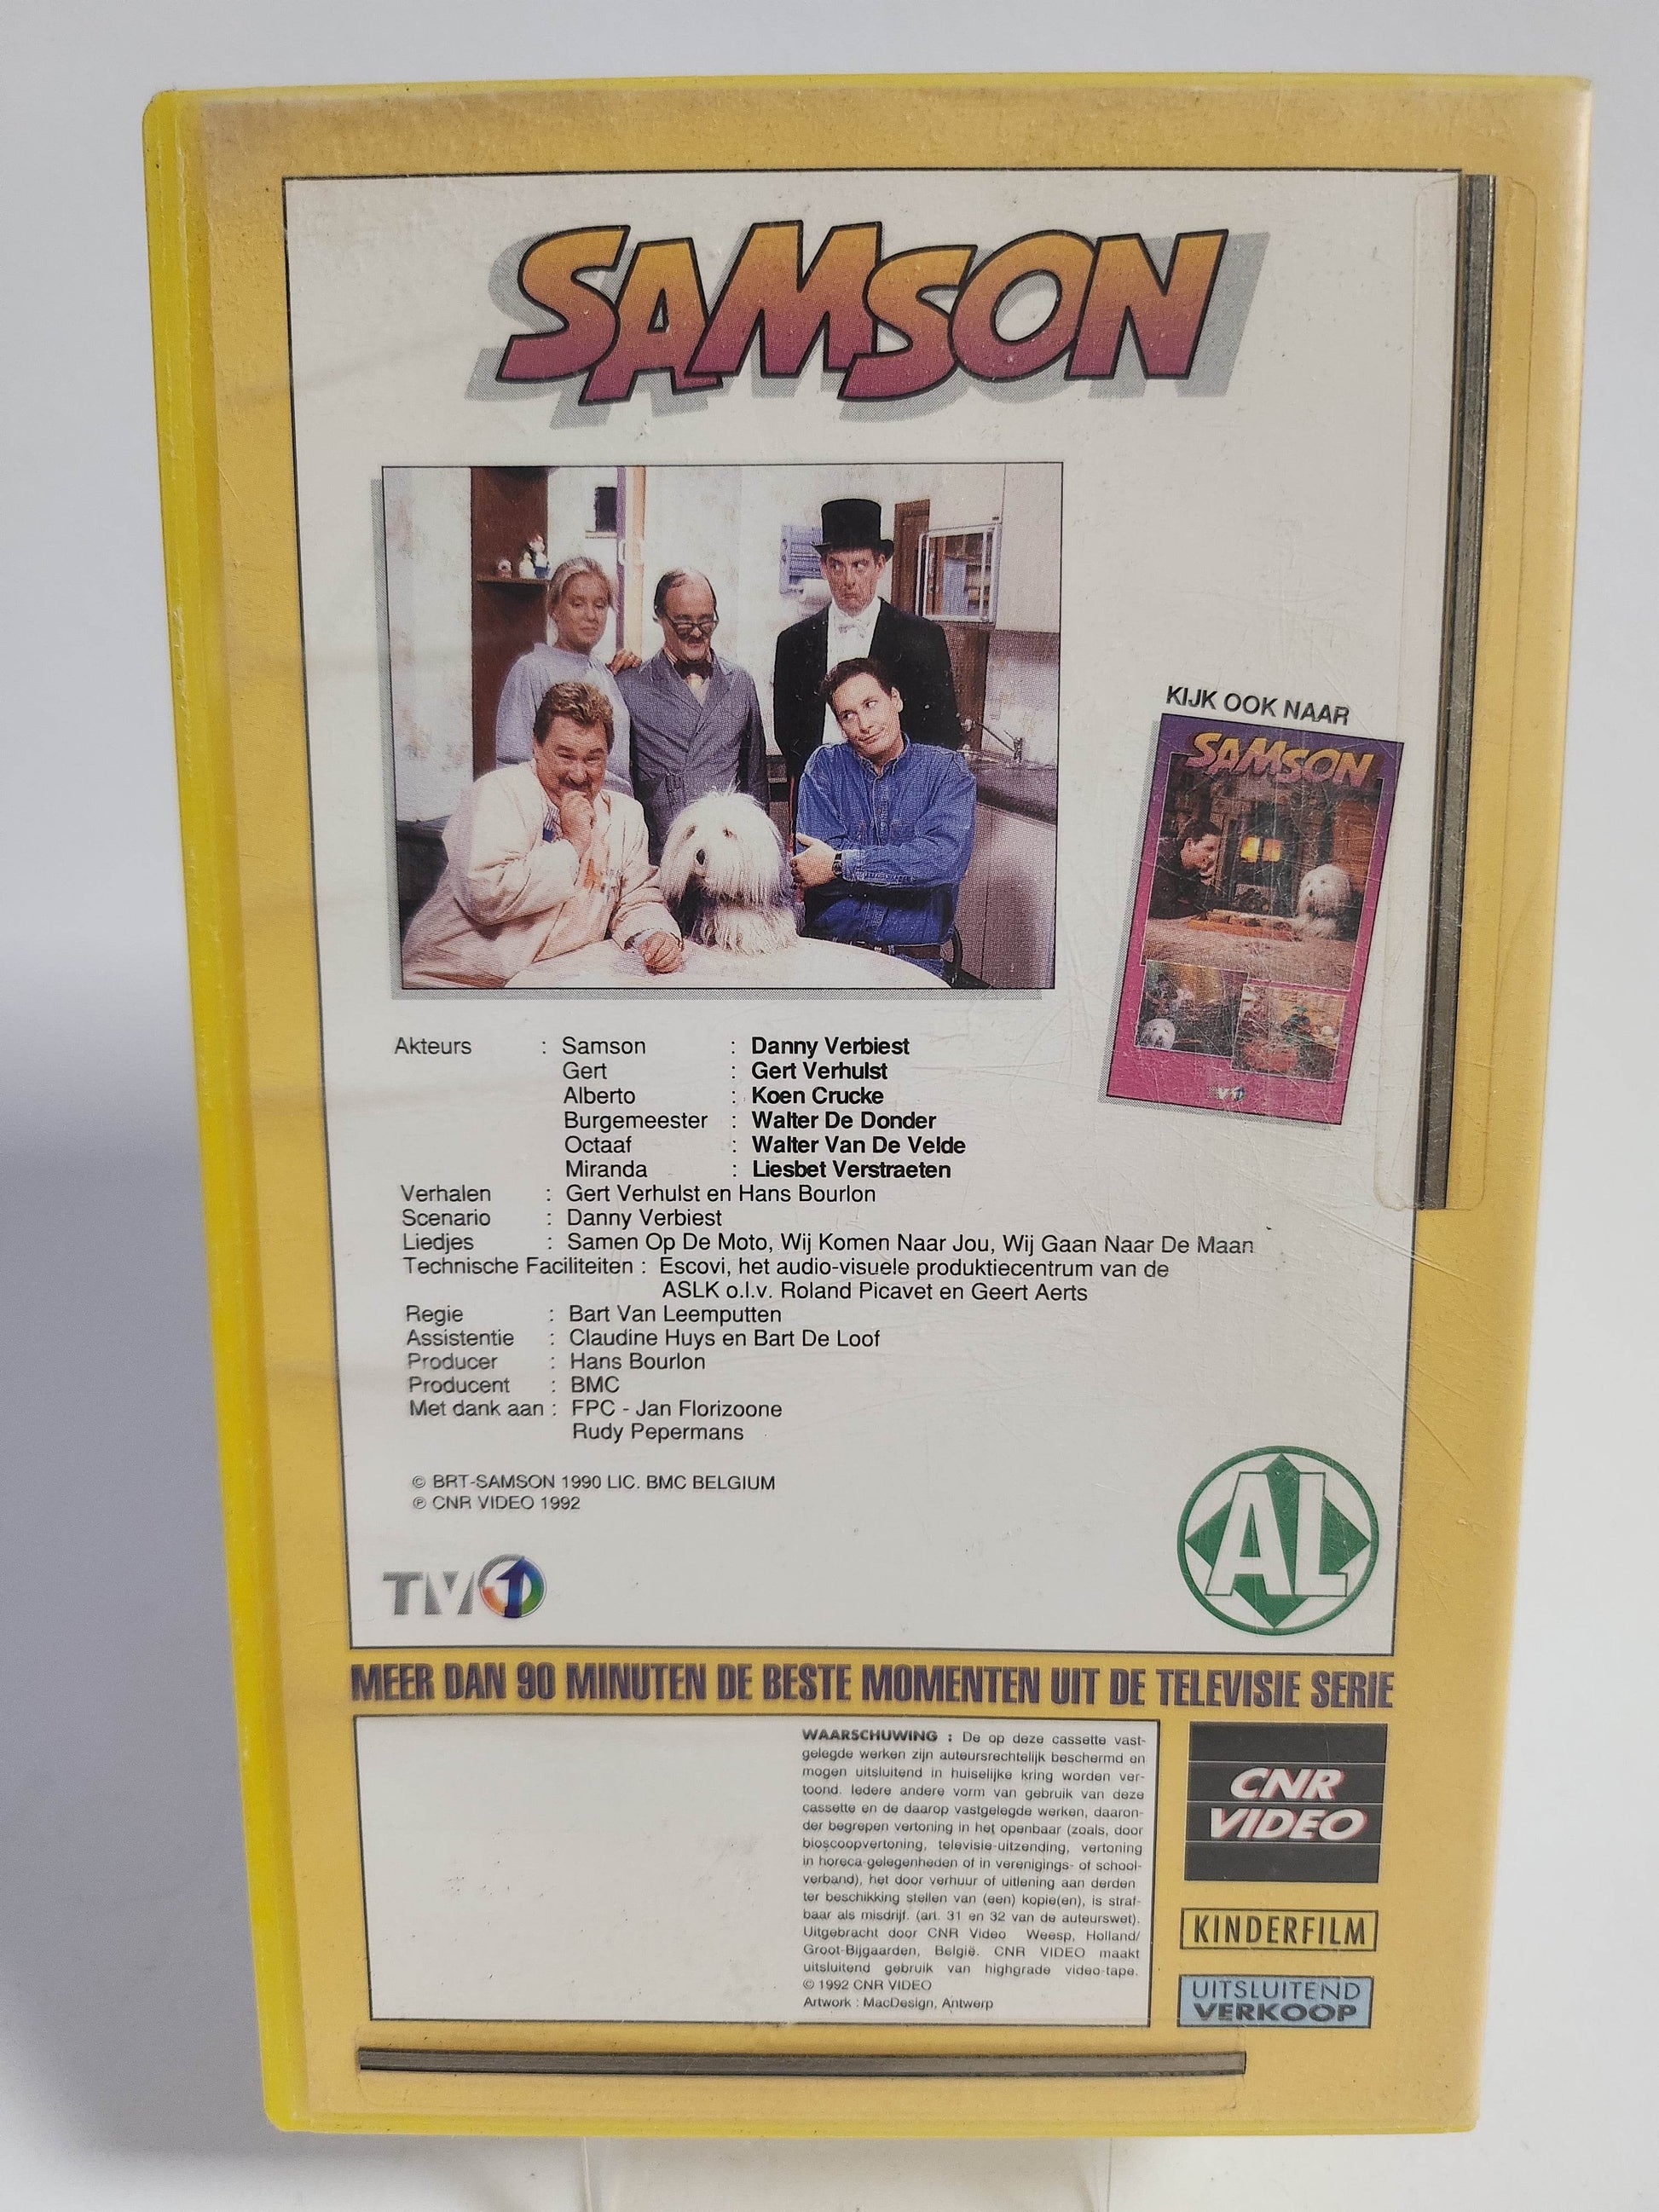 SAMSON
KIJK OOK NAAR
SAMSON
Akteurs : Samson : Danny Verbiest
Gert : Gert Verhulst
Alberto : Koen Crucke
Burgemeester : Walter De Donder
Octaaf : Walter Van De Velde
Miranda : Liesbet Verstraeten
Verhalen : Gert Verhulst en Hans Bourlon
Scenario : Danny Verbiest
Liedjes : Samen Op De Moto, Wij Komen Naar Jou, Wij Gaan Naar De Maan
Technische Faciliteiten : Escovi, het audio-visuele produktiecentrum van de
ASLK o.l.v. Roland Picavet en Geert Aerts
Regie : Bart Van Leemputten
Assistentie : Claudine Huys en Bart De Loof
Producer : Hans Bourlon
Producent : BMC
Met dank aan : FPC - Jan Florizoone
Rudy Pepermans
© BRT-SAMSON 1990 LIC. BMC BELGIUM
℗ CNR VIDEO 1992
TV1
AL
MEER DAN 90 MINUTEN DE BESTE MOMENTEN UIT DE TELEVISIE SERIE
WAARSCHUWING : De op deze cassette vast-
gelegde werken zijn auteursrechtelijk beschermd en
mogen uitsluitend in huiselijke kring worden ver-
toond. Iedere andere vorm van gebruik van deze
cassette en de daarop vastgelegde werken, daaron-
der begrepen vertoning in het openbaar (zoals, door
bioscoopvertoning, televisie-uitzending, vertoning
in horeca-gelegenheden of in verenigings- of school-
verband), het door verhuur of uitlening aan derden
ter beschikking stellen van (een) kopie(en), is straf-
baar als misdrijf. (art. 31 en 32 van de auteurswet).
Uitgebracht door CNR Video Weesp, Holland/
Groot-Bijgaarden, België. CNR VIDEO maakt
uitsluitend gebruik van highgrade video-tape.
© 1992 CNR VIDEO
Artwork : MacDesign, Antwerp
CNR
VIDEO
KINDERFILM
UITSLUITEND
VERKOOP